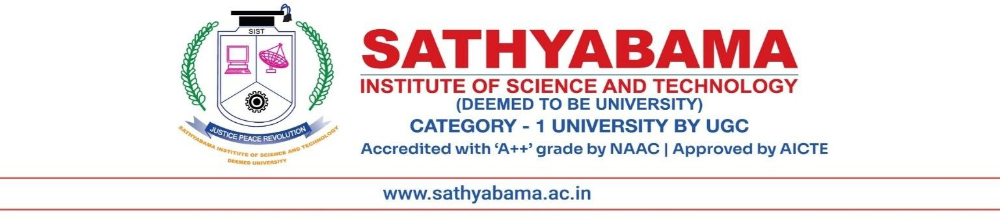 SIST
JUSTICE PEACE REVOLUTION
SATHYABAMA INSTITUTE OF SCIENCE AND TECHNOLOGY
DEEMED UNIVERSITY
SATHYABAMA
INSTITUTE OF SCIENCE AND TECHNOLOGY
(DEEMED TO BE UNIVERSITY)
CATEGORY - 1 UNIVERSITY BY UGC
Accredited with ‘A++’ grade by NAAC | Approved by AICTE
www.sathyabama.ac.in